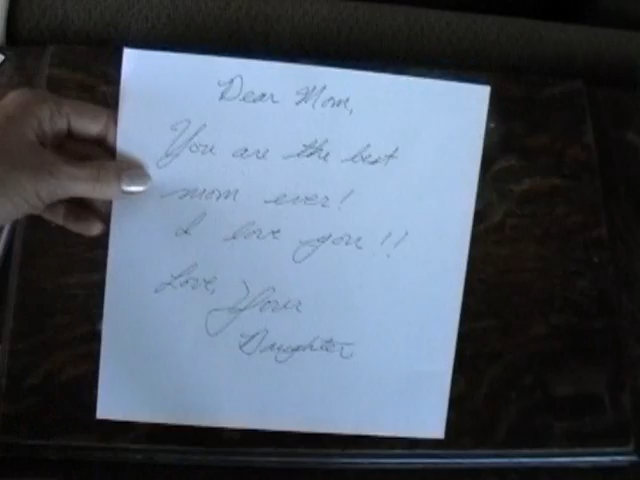 Dear Mom,
You are the best
mom ever!
I love you!!
Love,
Your
Daughter